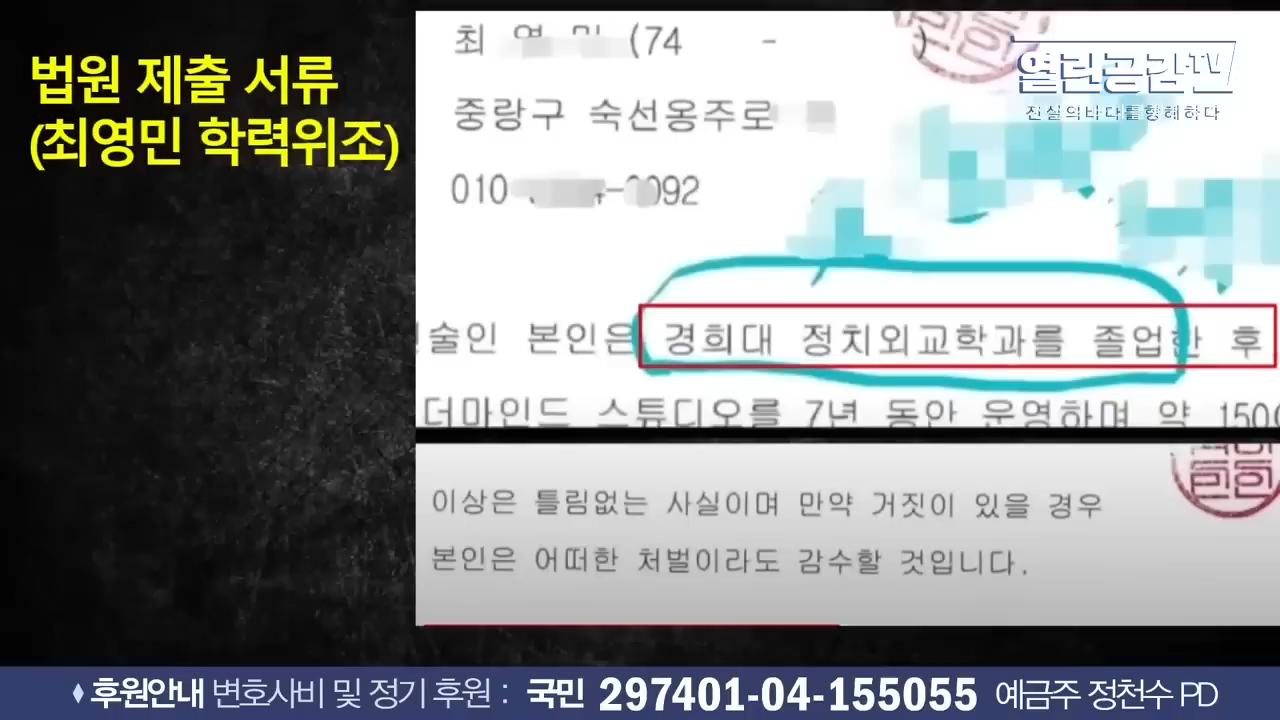 법원 제출 서류
(최영민 학력위조)
최 영 민 (74 -
중랑구 숙선옹주로
010 -092
술인 본인은 경희대 정치외교학과를 졸업한 후
더마인드 스튜디오를 7년 동안 운영하며 약 1500
이상은 틀림없는 사실이며 만약 거짓이 있을 경우
본인은 어떠한 처벌이라도 감수할 것입니다.
열린공감TV
진실의바다를향해하다
♦ 후원안내 변호사비 및 정기 후원 : 국민 297401-04-155055 예금주 정천수 PD